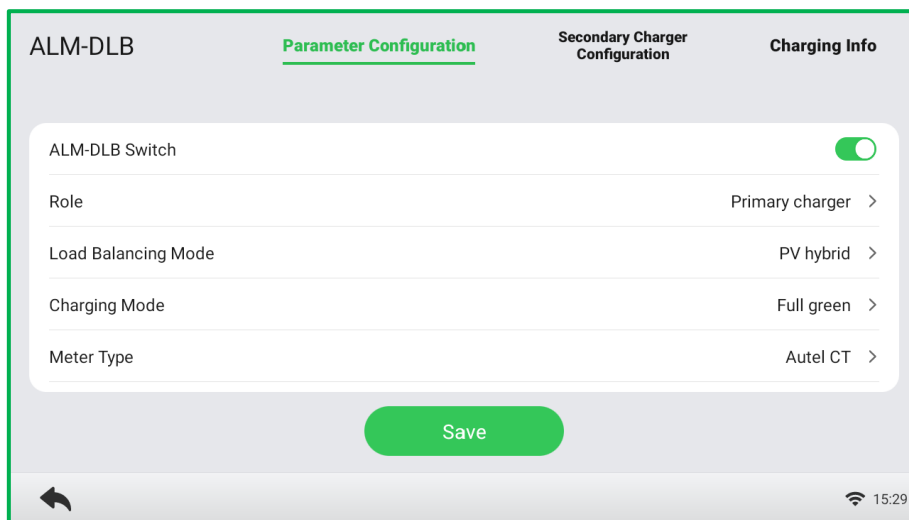 ALM-DLB
Parameter Configuration
Secondary Charger
Configuration
Charging Info
ALM-DLB Switch
Role
Primary charger
Load Balancing Mode
PV hybrid
Charging Mode
Full green
Meter Type
Autel CT
Save
15:29